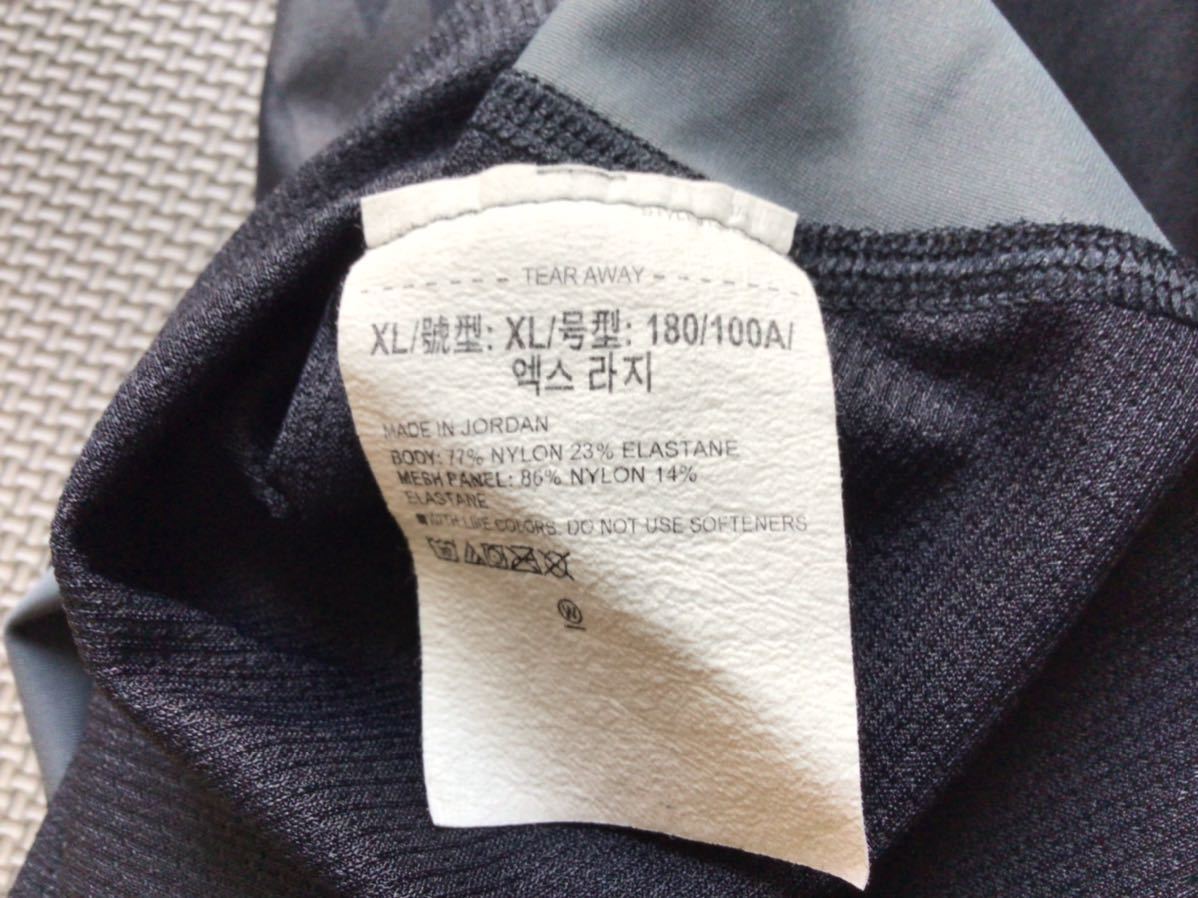 - - - - - - - - - - TEAR AWAY - - - - - - - -
XL/號型: XL/号型: 180/100A/
엑스 라지
MADE IN JORDAN
BODY: 77% NYLON 23% ELASTANE
MESH PANEL: 86% NYLON 14%
ELASTANE
WITH LIKE COLORS. DO NOT USE SOFTENERS
W